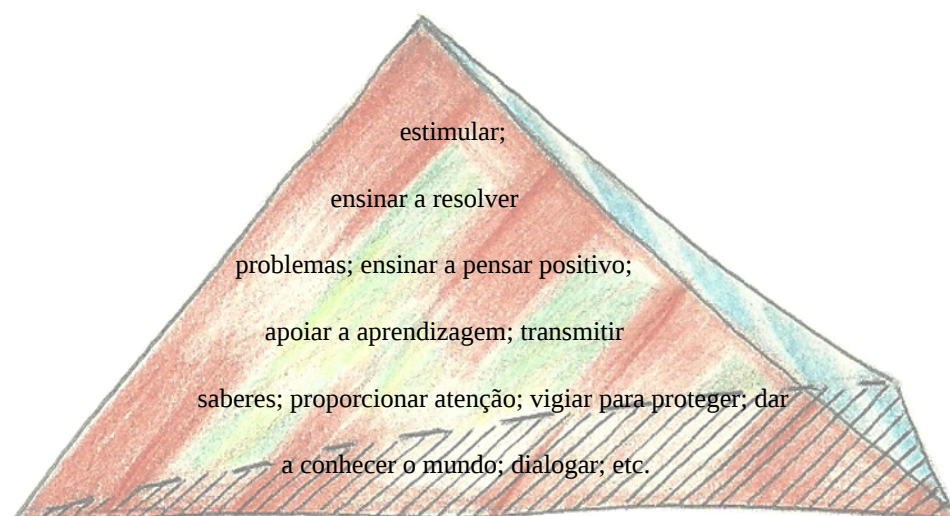 estimular;
ensinar a resolver
problemas; ensinar a pensar positivo;
apoiar a aprendizagem; transmitir
saberes; proporcionar atenção; vigiar para proteger; dar
a conhecer o mundo; dialogar; etc.